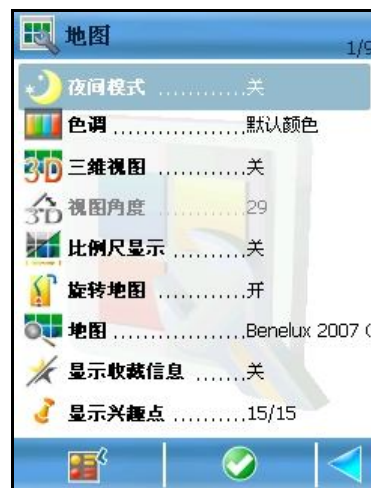 地图
1/9
夜间模式 ............关
色调 ...................默认颜色
三维视图 ............关
视图角度 ............29
比例尺显示 .........关
旋转地图 ............开
地图 ...................Benelux 2007
显示收藏信息 .......关
显示兴趣点 ..........15/15